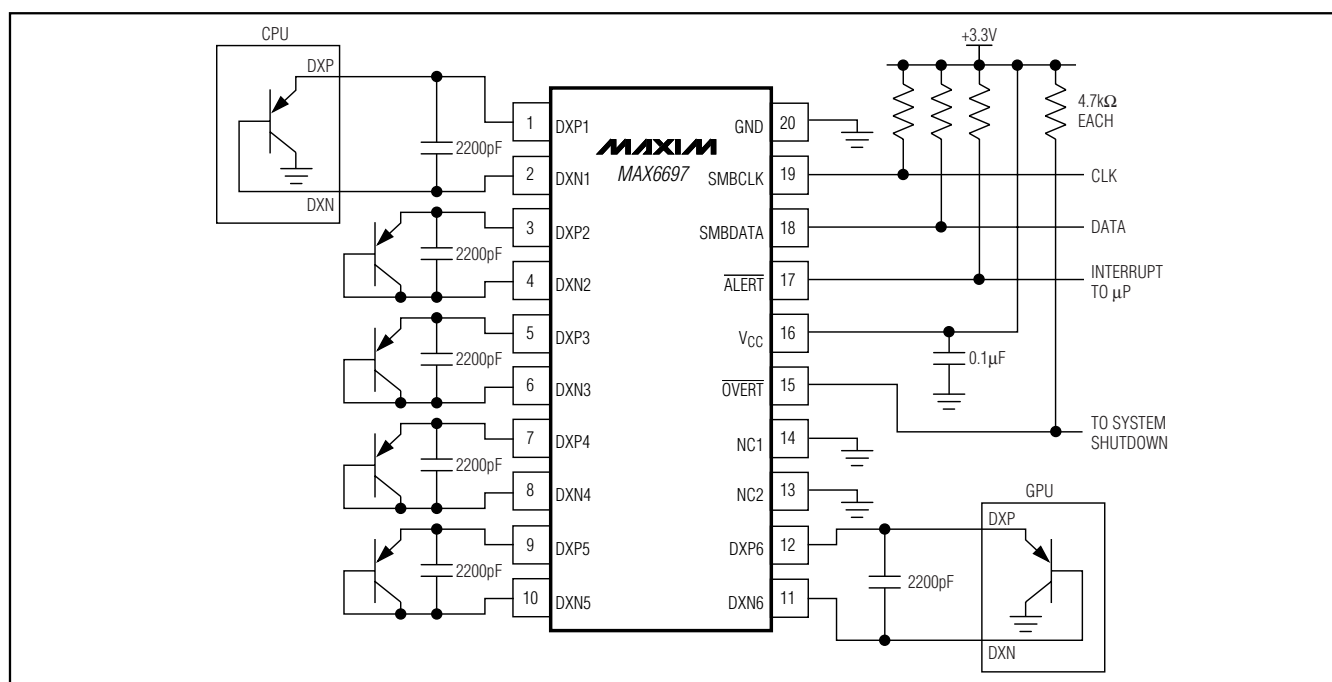 CPU
DXP
DXN
2200pF
2200pF
2200pF
2200pF
2200pF
1 DXP1
2 DXN1
3 DXP2
4 DXN2
5 DXP3
6 DXN3
7 DXP4
8 DXN4
9 DXP5
10 DXN5
MAXIM
MAX6697
GND 20
SMBCLK 19
SMBDATA 18
ALERT 17
VCC 16
OVERT 15
NC1 14
NC2 13
DXP6 12
DXN6 11
+3.3V
4.7kΩ
EACH
CLK
DATA
INTERRUPT
TO μP
0.1μF
TO SYSTEM
SHUTDOWN
GPU
DXP
2200pF
DXN